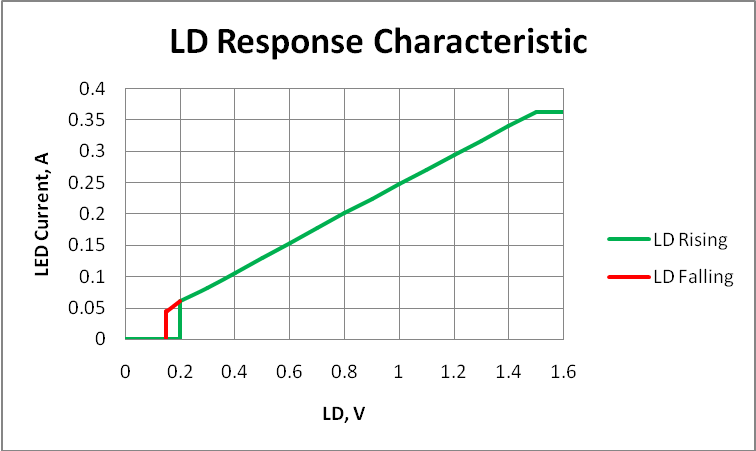 LD Response Characteristic
0.4
0.35
0.3
0.25
0.2
0.15
0.1
0.05
0
LED Current, A
0 0.2 0.4 0.6 0.8 1 1.2 1.4 1.6
LD, V
LD Rising
LD Falling